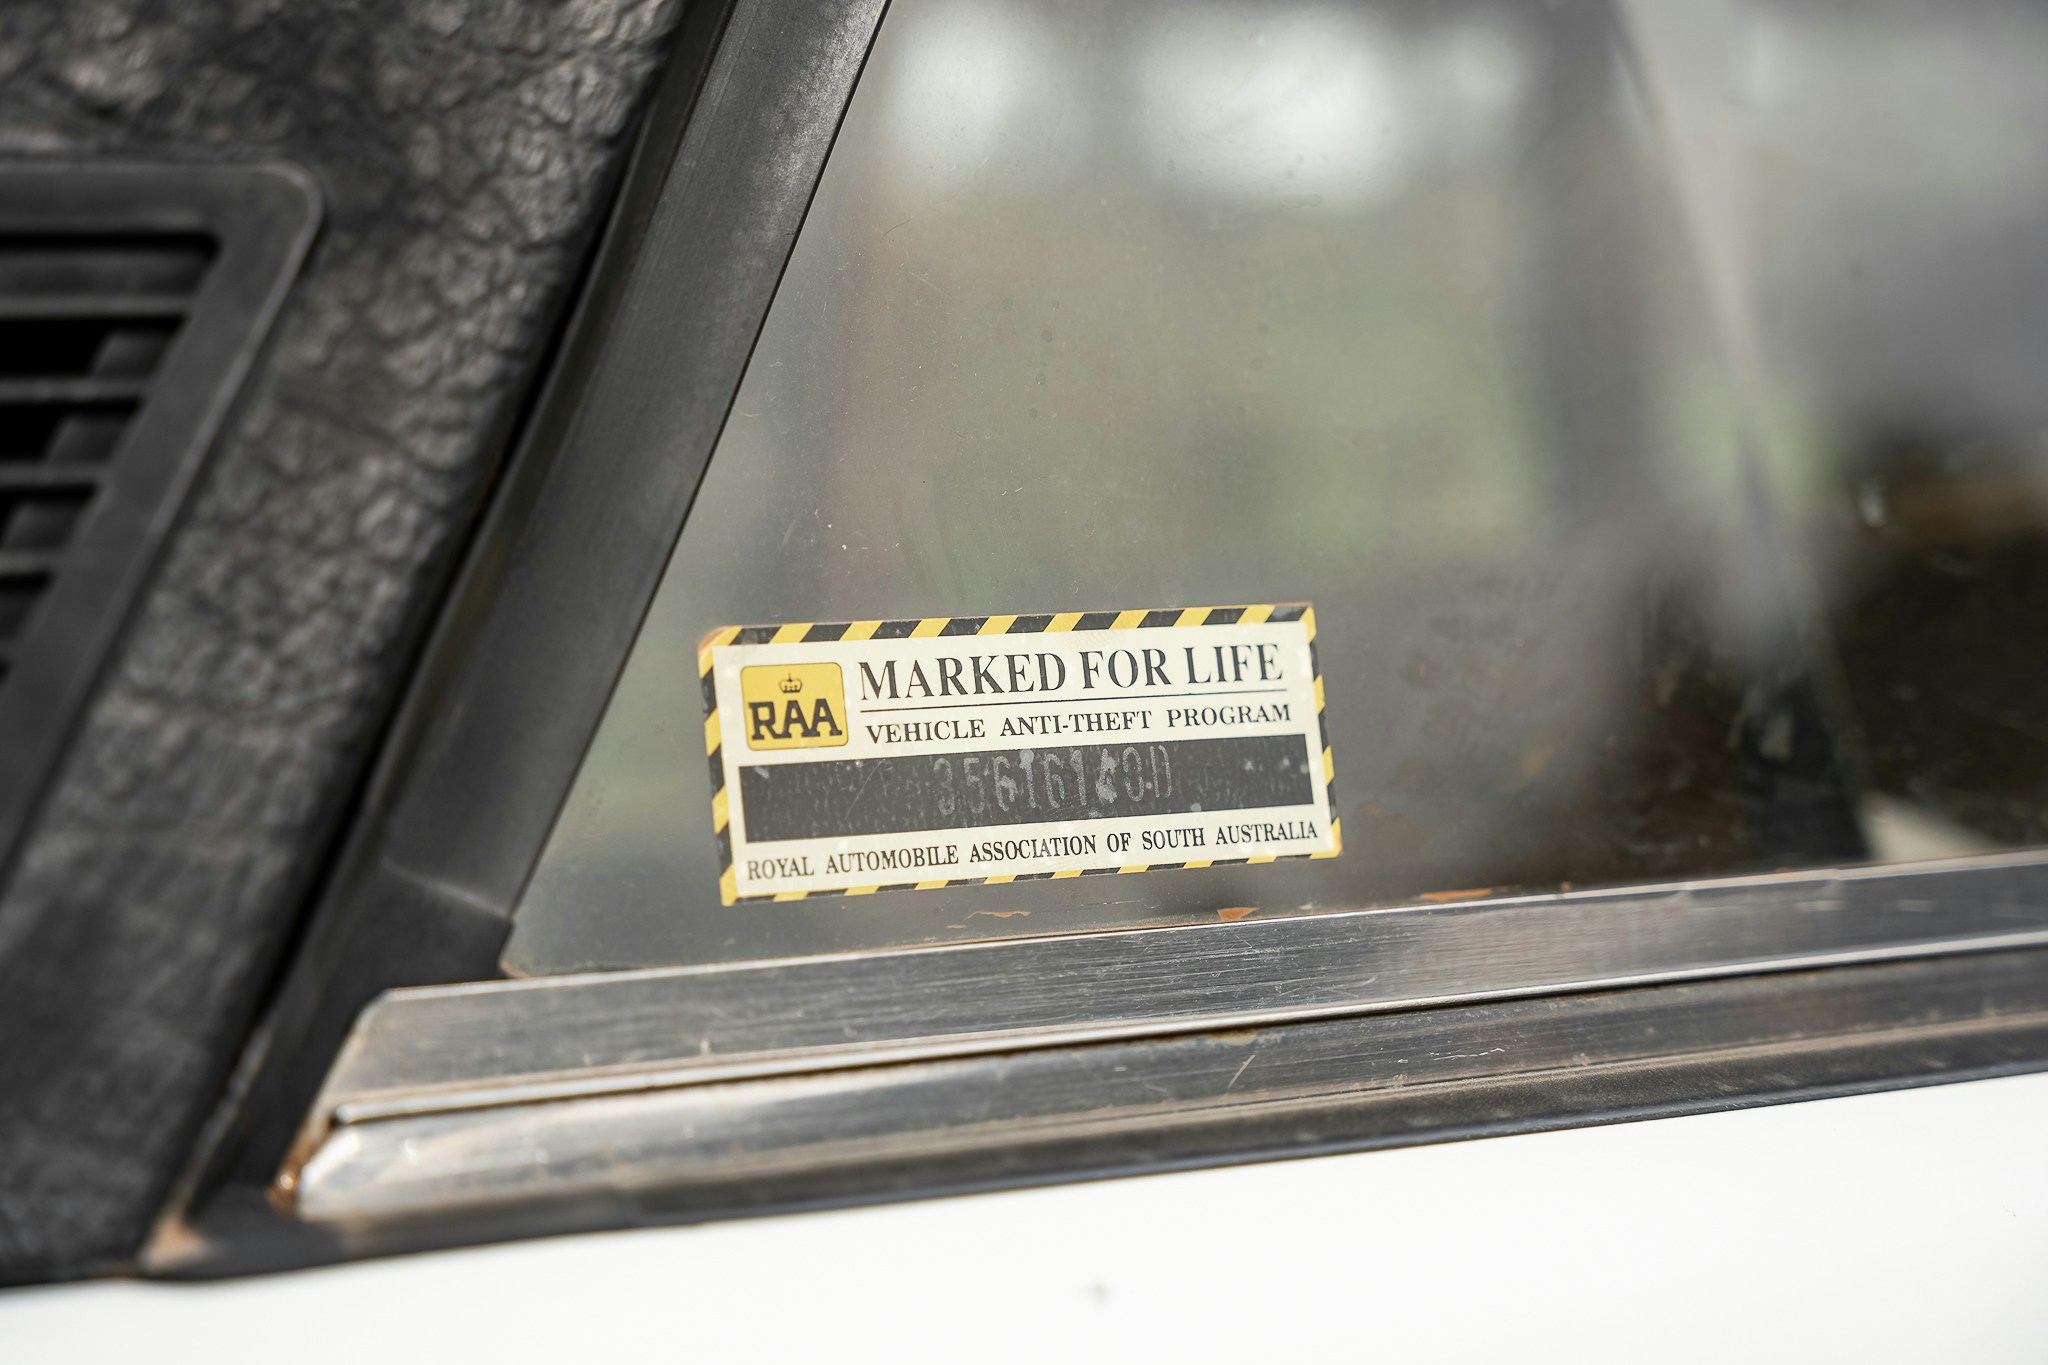 RAA
MARKED FOR LIFE
VEHICLE ANTI-THEFT PROGRAM
ROYAL AUTOMOBILE ASSOCIATION OF SOUTH AUSTRALIA